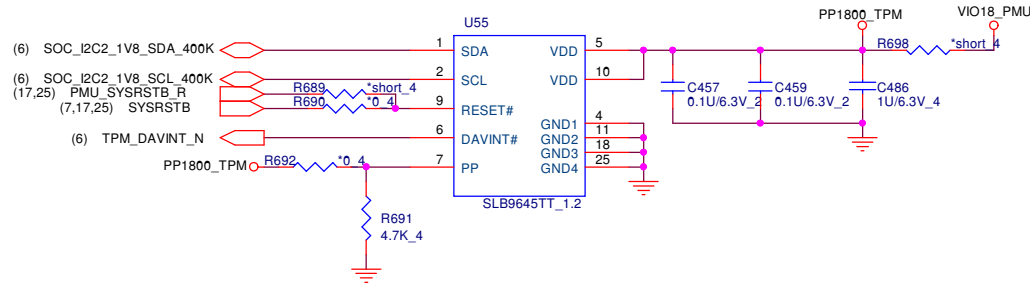 U55
PP1800_TPM
VIO18_PMU
(6) SOC_I2C2_1V8_SDA_400K
1 SDA
VDD 5
R698 *short_4
(6) SOC_I2C2_1V8_SCL_400K
2 SCL
VDD 10
(17,25) PMU_SYSRSTB_R
R689 *short_4
C457
0.1U/6.3V_2
C459
0.1U/6.3V_2
C486
1U/6.3V_4
(7,17,25) SYSRSTB
R690 *0_4
9 RESET#
GND1 4
(6) TPM_DAVINT_N
6 DAVINT#
GND2 11
GND3 18
PP1800_TPM
R692 *0_4
7 PP
GND4 25
SLB9645TT_1.2
R691
4.7K_4